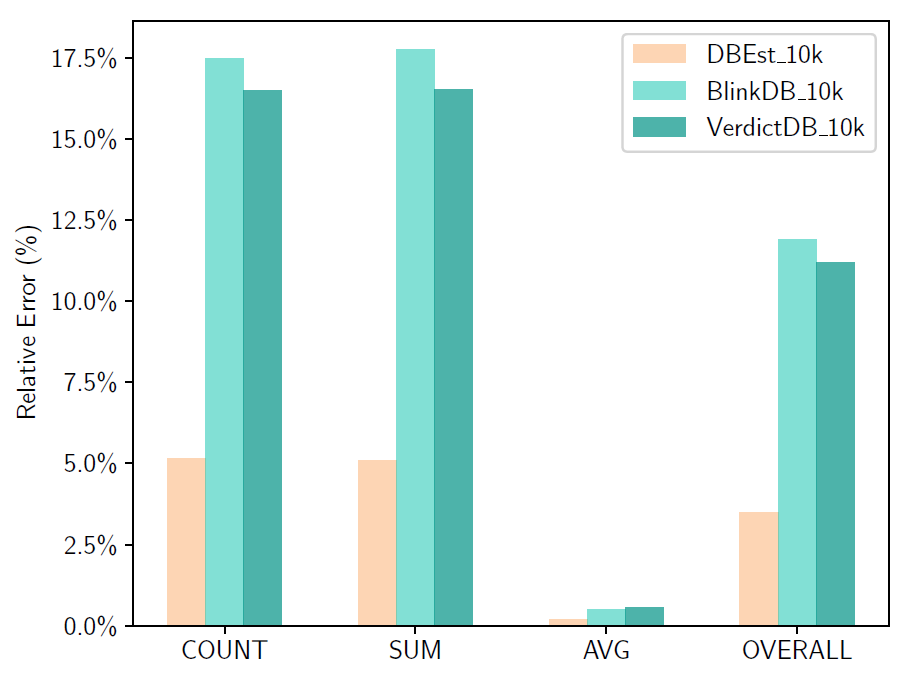 17.5%
15.0%
12.5%
10.0%
7.5%
5.0%
2.5%
0.0%
Relative Error (%)
DBEst_10k
BlinkDB_10k
VerdictDB_10k
COUNT SUM AVG OVERALL